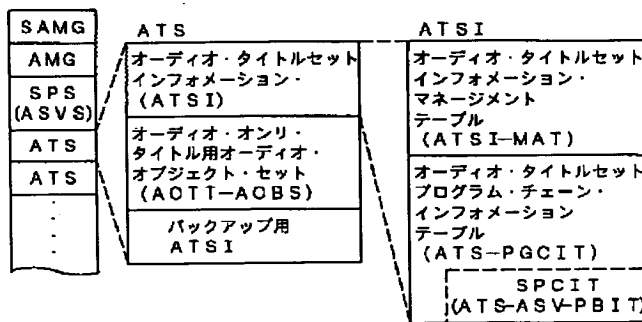 SAMG
AMG
SPS
(ASVS)
ATS
ATS
ATS
オーディオ・タイトルセット
インフォメーション・
(ATSI)
オーディオ・オンリ・
タイトル用オーディオ・
オブジェクト・セット
(AOTT-AOBS)
バックアップ用
ATSI
ATSI
オーディオ・タイトルセット
インフォメーション・
マネージメント
テーブル
(ATSI-MAT)
オーディオ・タイトルセット
プログラム・チェーン・
インフォメーション
テーブル
(ATS-PGCIT)
SPCIT
(ATS-ASV-PBIT)